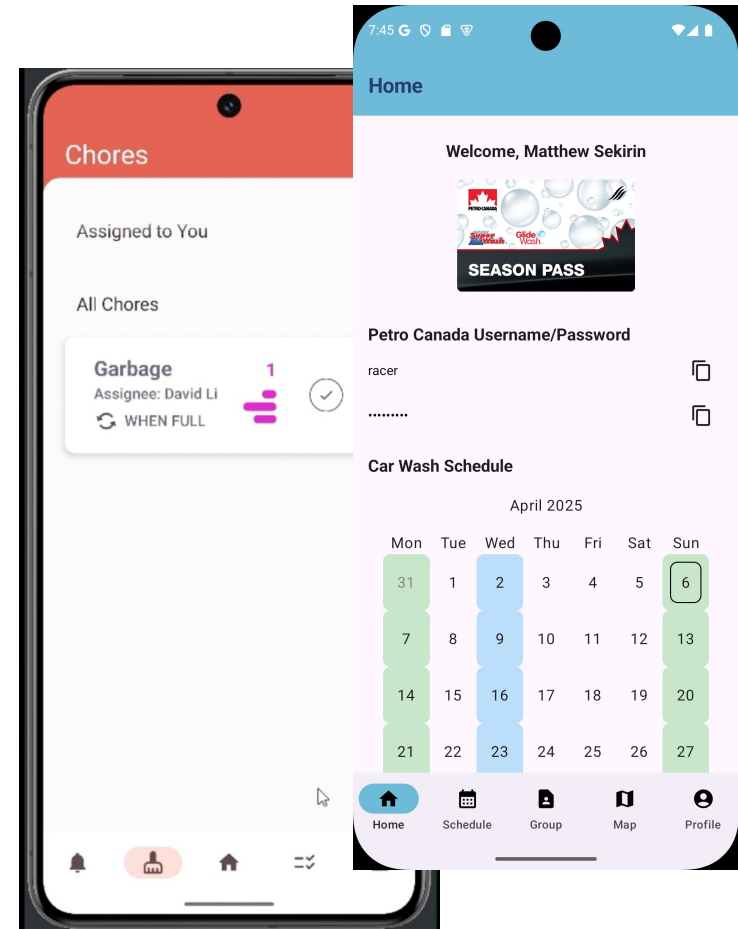 Chores
Assigned to You
All Chores
Garbage
1
Assignee: David Li
WHEN FULL
7:45 G
Home
Welcome, Matthew Sekirin
PETRO-CANADA
Super Wash
Glide Wash
SEASON PASS
Petro Canada Username/Password
racer
•••••••••
Car Wash Schedule
April 2025
Mon Tue Wed Thu Fri Sat Sun
31 1 2 3 4 5 6
7 8 9 10 11 12 13
14 15 16 17 18 19 20
21 22 23 24 25 26 27
Home Schedule Group Map Profile